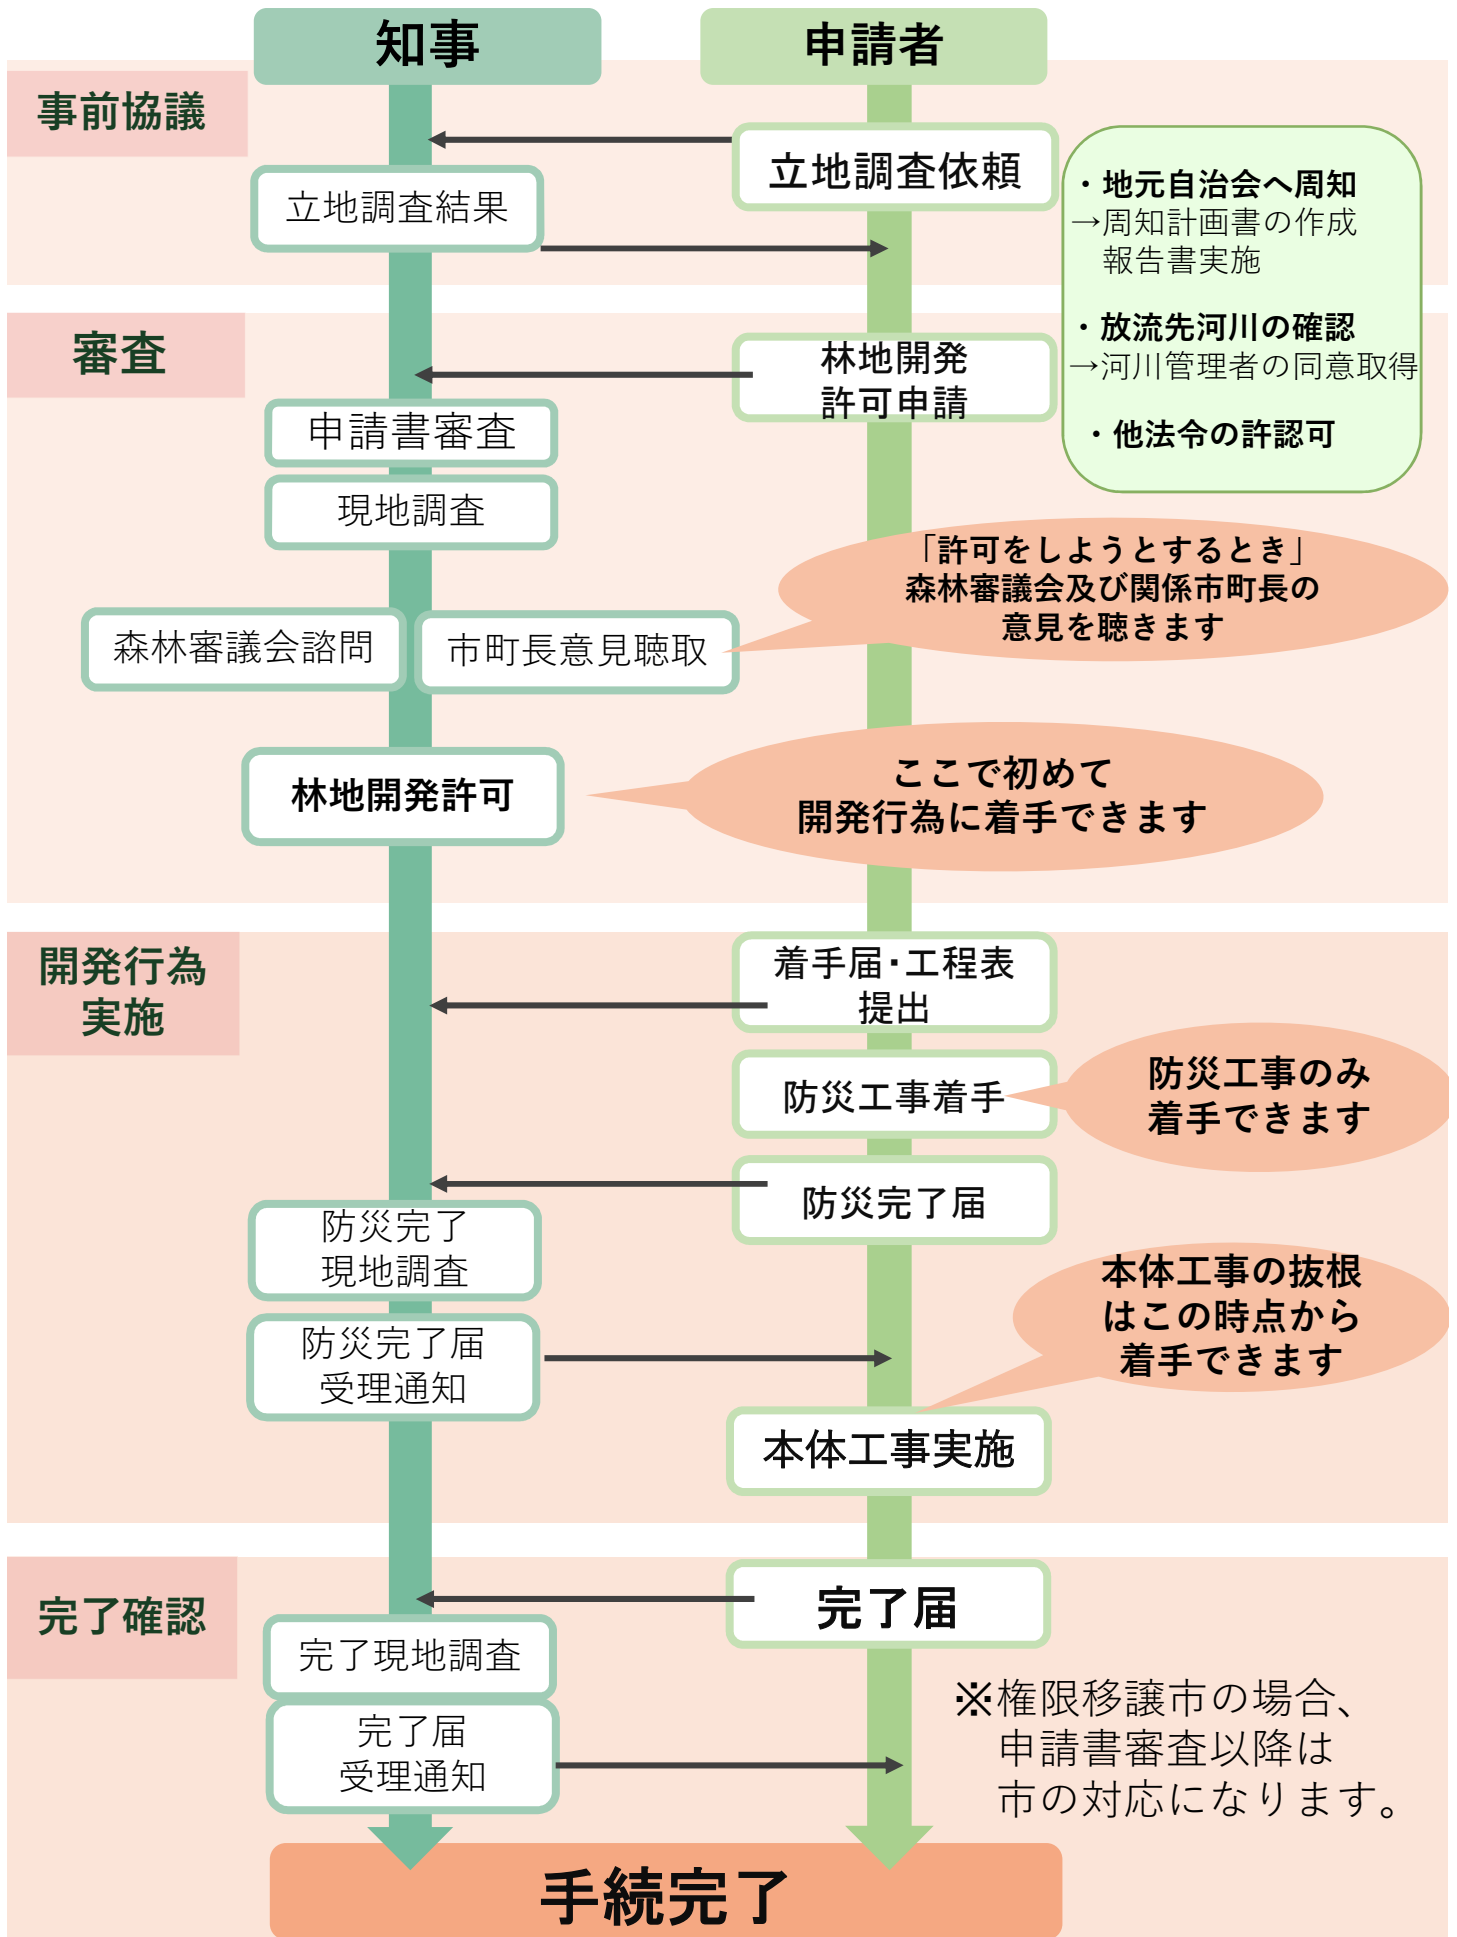 知事
申請者
事前協議
立地調査依頼
立地調査結果
・地元自治会へ周知
→周知計画書の作成
報告書実施
・放流先河川の確認
→河川管理者の同意取得
・他法令の許認可
審査
林地開発
許可申請
申請書審査
現地調査
「許可をしようとするとき」
森林審議会及び関係市町長の
意見を聴きます
森林審議会諮問
市町長意見聴取
林地開発許可
ここで初めて
開発行為に着手できます
開発行為
実施
着手届・工程表
提出
防災工事着手
防災工事のみ
着手できます
防災完了届
防災完了
現地調査
防災完了届
受理通知
本体工事の抜根
はこの時点から
着手できます
本体工事実施
完了確認
完了届
完了現地調査
完了届
受理通知
※権限移譲市の場合、
申請書審査以降は
市の対応になります。
手続完了